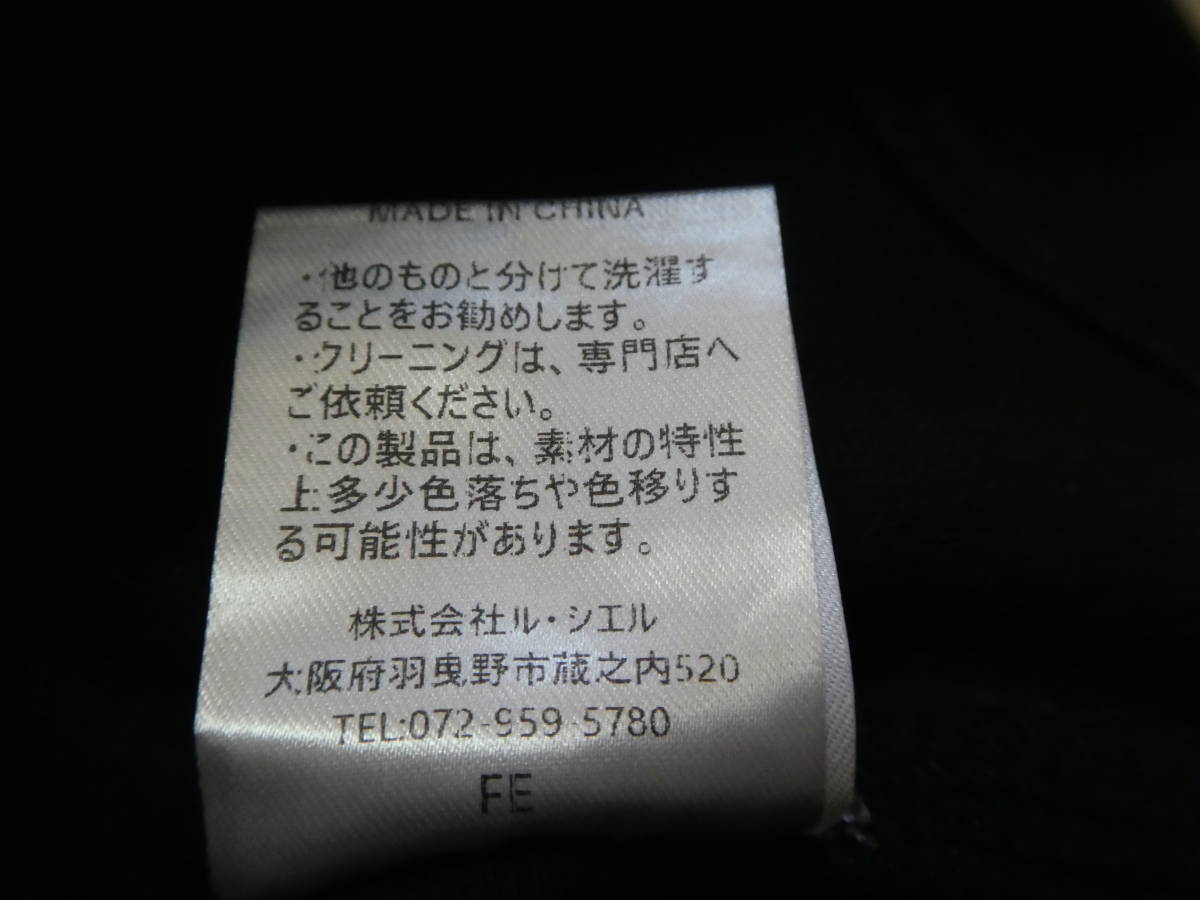 MADE IN CHINA
・他のものと分けて洗濯す
ることをお勧めします。
・クリーニングは、専門店へ
ご依頼ください。
・この製品は、素材の特性
上多少色落ちや色移りす
る可能性があります。
株式会社ル・シエル
大阪府羽曳野市蔵之内520
TEL:072-959-5780
FE